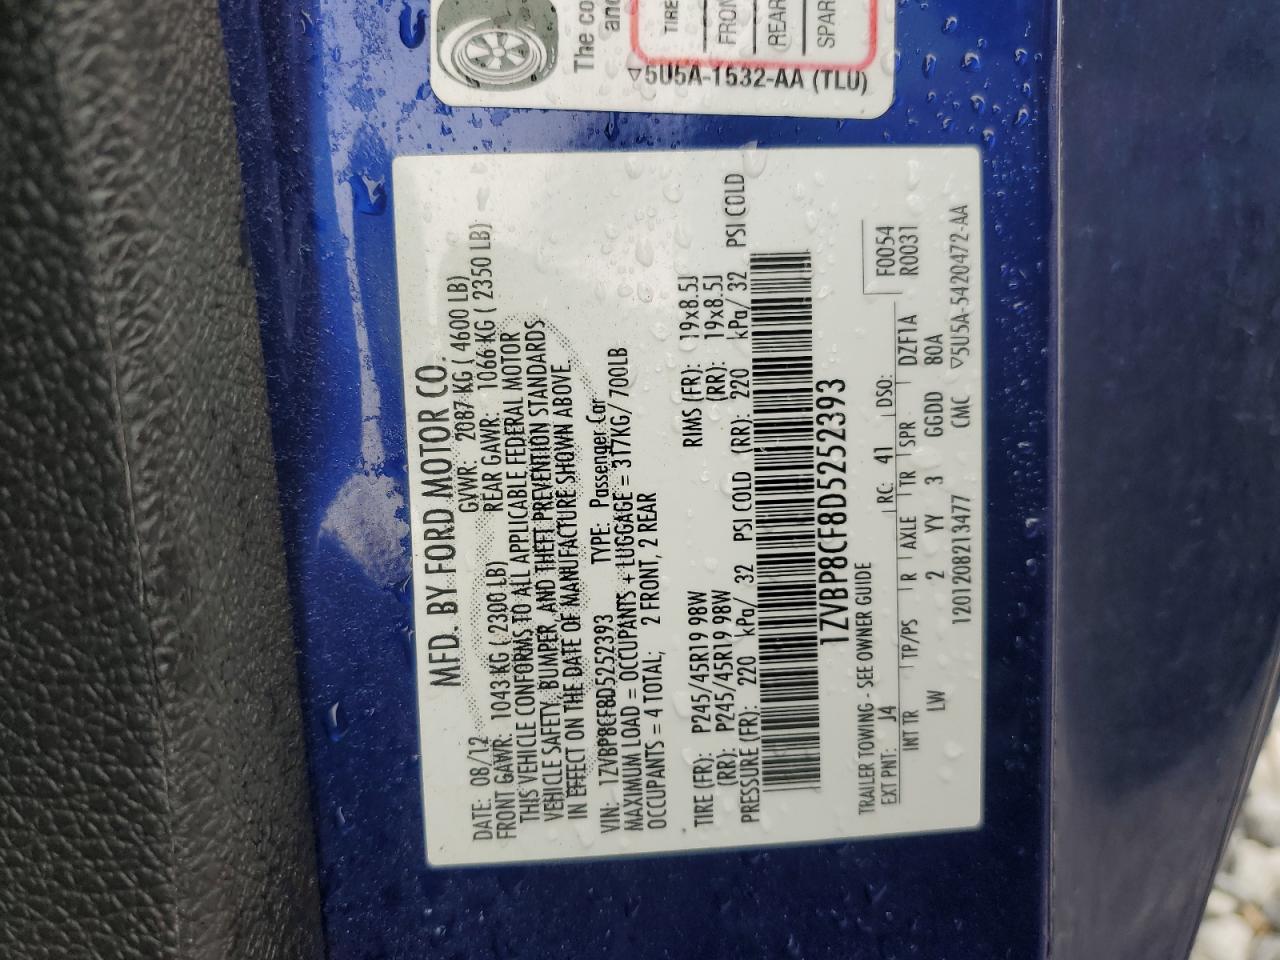 MFD. BY FORD MOTOR CO.
DATE: 08/12 GVWR: 2087 KG ( 4600 LB)
FRONT GAWR: 1043 KG ( 2300 LB) REAR GAWR: 1066 KG ( 2350 LB)
THIS VEHICLE CONFORMS TO ALL APPLICABLE FEDERAL MOTOR
VEHICLE SAFETY, BUMPER, AND THEFT PREVENTION STANDARDS
IN EFFECT ON THE DATE OF MANUFACTURE SHOWN ABOVE.
VIN: 1ZVBP8CF8D5252393 TYPE: Passenger Car
MAXIMUM LOAD = OCCUPANTS + LUGGAGE = 317KG/700LB
OCCUPANTS = 4 TOTAL; 2 FRONT, 2 REAR
TIRE (FR): P245/45R19 98W RIMS (FR): 19x8.5J
(RR): P245/45R19 98W (RR): 19x8.5J
PRESSURE (FR): 220 kPa/ 32 PSI COLD (RR): 220 kPa/ 32 PSI COLD
1ZVBP8CF8D5252393
TRAILER TOWING - SEE OWNER GUIDE
EXT PNT: J4 RC: 41 DSO: F0054
INT TR TP/PS R AXLE TR SPR DZF1A R0031
LW 2 YY 3 GGDD 80A
1201208213477 CMC ▽5U5A-5420472-AA
The co
and
TIRE
FRON
REAR
SPAR
▽5U5A-1532-AA (TLU)